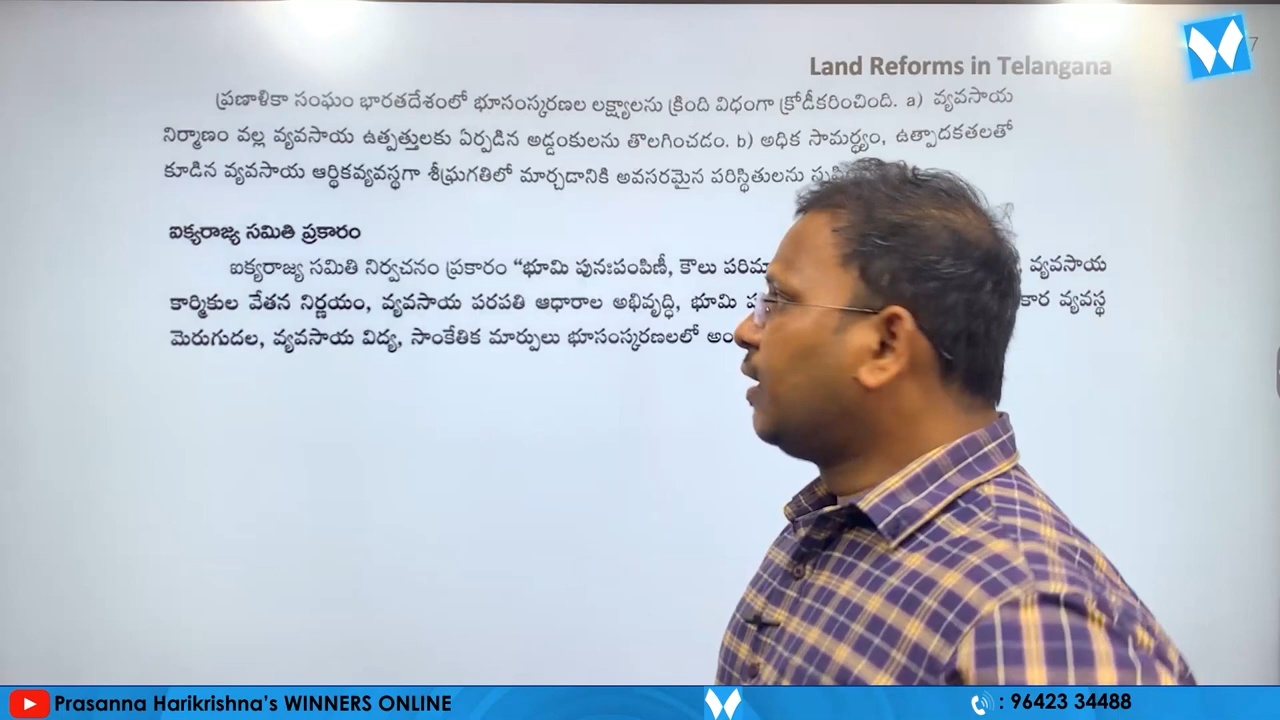 Land Reforms in Telangana
7
ప్రణాళికా సంఘం భారతదేశంలో భూసంస్కరణల లక్ష్యాలను క్రింది విధంగా క్రోడీకరించింది. a) వ్యవసాయ
నిర్మాణం వల్ల వ్యవసాయ ఉత్పత్తులకు ఏర్పడిన అడ్డంకులను తొలగించడం. b) అధిక సామర్థ్యం, ఉత్పాదకతలతో
కూడిన వ్యవసాయ ఆర్థికవ్యవస్థగా శీఘ్రగతిలో మార్చడానికి అవసరమైన పరిస్థితులను
ఐక్యరాజ్య సమితి ప్రకారం
ఐక్యరాజ్య సమితి నిర్వచనం ప్రకారం “భూమి పునఃపంపిణీ, కౌలు వ్యవసాయ
కార్మికుల వేతన నిర్ణయం, వ్యవసాయ పరపతి ఆధారాల అభివృద్ధి, భూమి వ్యవస్థ
మెరుగుదల, వ్యవసాయ విద్య, సాంకేతిక మార్పులు భూసంస్కరణలలో
Prasanna Harikrishna's WINNERS ONLINE
: 96423 34488